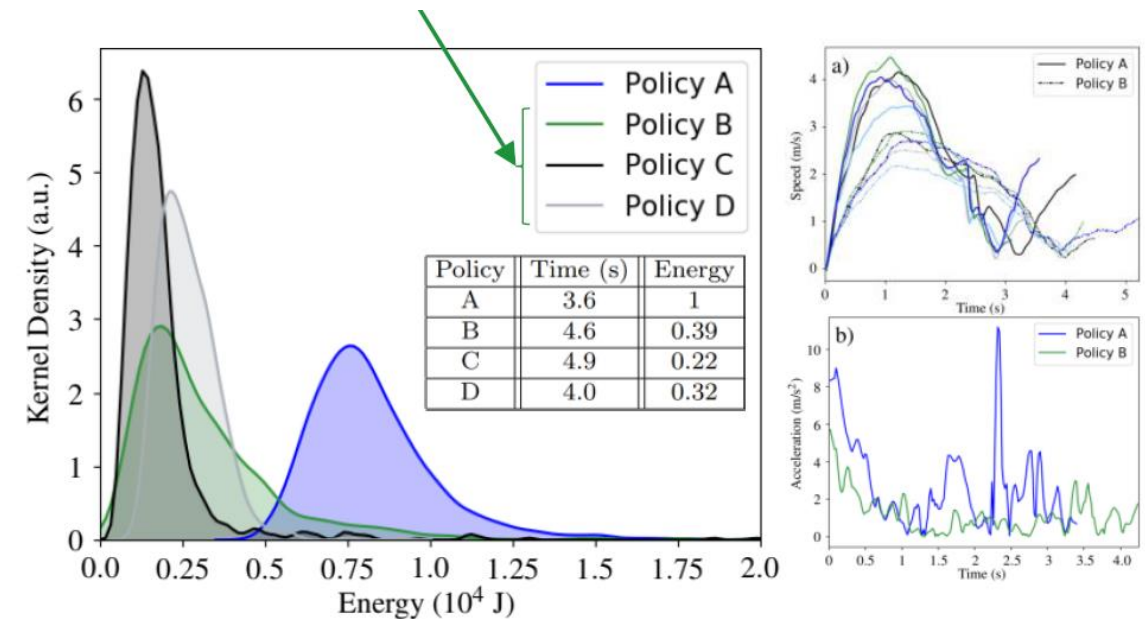 Kernel Density (a.u.)
6
5
4
3
2
1
0
Policy A
Policy B
Policy C
Policy D
Policy Time (s) Energy
A 3.6 1
B 4.6 0.39
C 4.9 0.22
D 4.0 0.32
0.0 0.25 0.5 0.75 1.0 1.25 1.5 1.75 2.0
Energy (10⁴ J)
a)
Policy A
Policy B
Speed (m/s)
4
3
2
1
0
0 1 2 3 4 5
Time (s)
b)
Policy A
Policy B
Acceleration (m/s²)
10
8
6
4
2
0
0 0.5 1 1.5 2 2.5 3 3.5 4.0
Time (s)